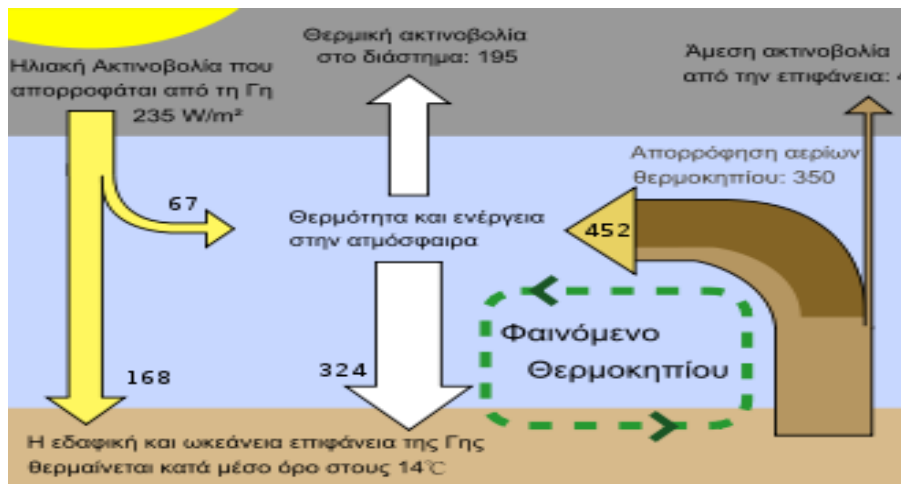 Ηλιακή Ακτινοβολία που
απορροφάται από τη Γη
235 W/m²
Θερμική ακτινοβολία
στο διάστημα: 195
Άμεση ακτινοβολία
από την επιφάνεια:
Απορρόφηση αερίων
θερμοκηπίου: 350
67
Θερμότητα και ενέργεια
στην ατμόσφαιρα
452
Φαινόμενο
Θερμοκηπίου
168
324
Η εδαφική και ωκεάνεια επιφάνεια της Γης
θερμαίνεται κατά μέσο όρο στους 14℃